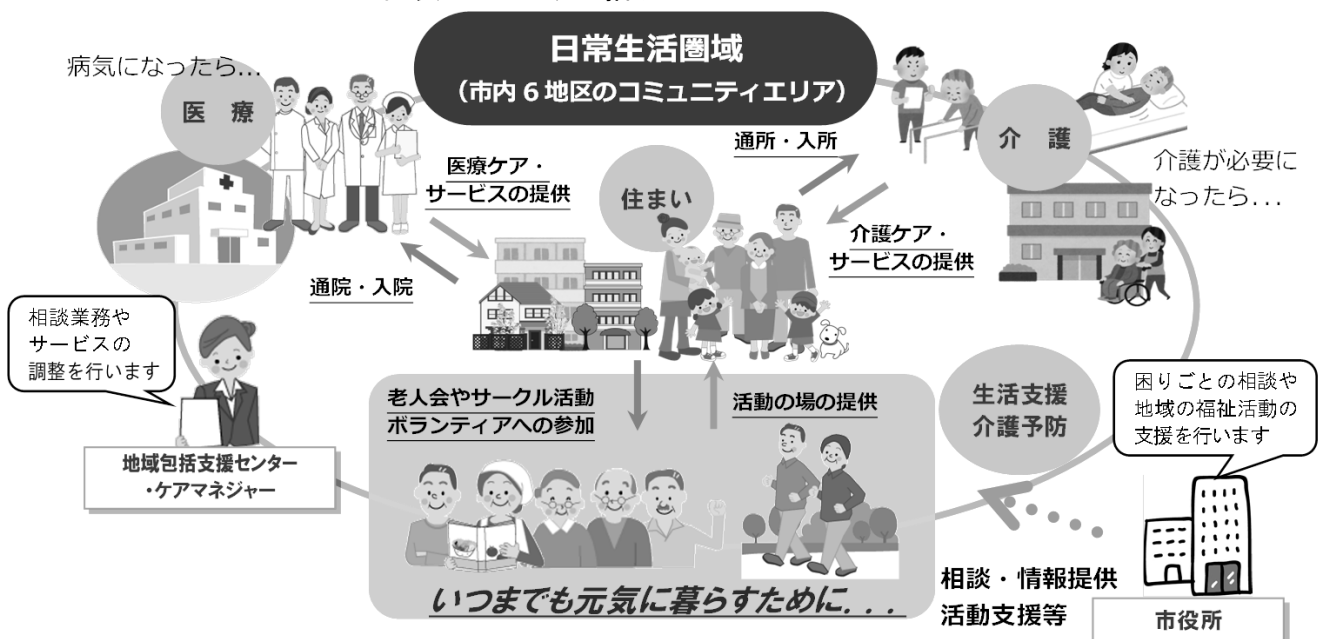 日常生活圏域
(市内6地区のコミュニティエリア)
病気になったら...
医 療
医療ケア・
サービスの提供
通院・入院
住まい
通所・入所
介護ケア・
サービスの提供
介 護
介護が必要に
なったら...
相談業務や
サービスの
調整を行います
地域包括支援センター
・ケアマネジャー
老人会やサークル活動
ボランティアへの参加
活動の場の提供
いつまでも元気に暮らすために...
生活支援
介護予防
困りごとの相談や
地域の福祉活動の
支援を行います
相談・情報提供
活動支援等
市役所